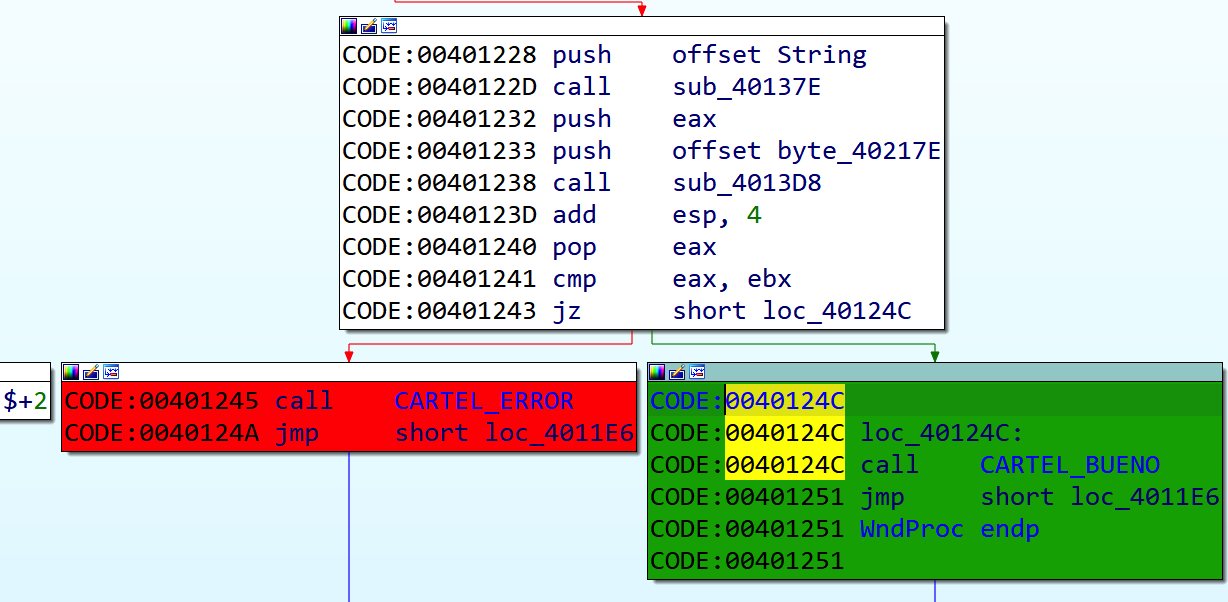 CODE:00401228 push offset String
CODE:0040122D call sub_40137E
CODE:00401232 push eax
CODE:00401233 push offset byte_40217E
CODE:00401238 call sub_4013D8
CODE:0040123D add esp, 4
CODE:00401240 pop eax
CODE:00401241 cmp eax, ebx
CODE:00401243 jz short loc_40124C
$+2
CODE:00401245 call CARTEL_ERROR
CODE:0040124A jmp short loc_4011E6
CODE:0040124C
CODE:0040124C loc_40124C:
CODE:0040124C call CARTEL_BUENO
CODE:00401251 jmp short loc_4011E6
CODE:00401251 WndProc endp
CODE:00401251